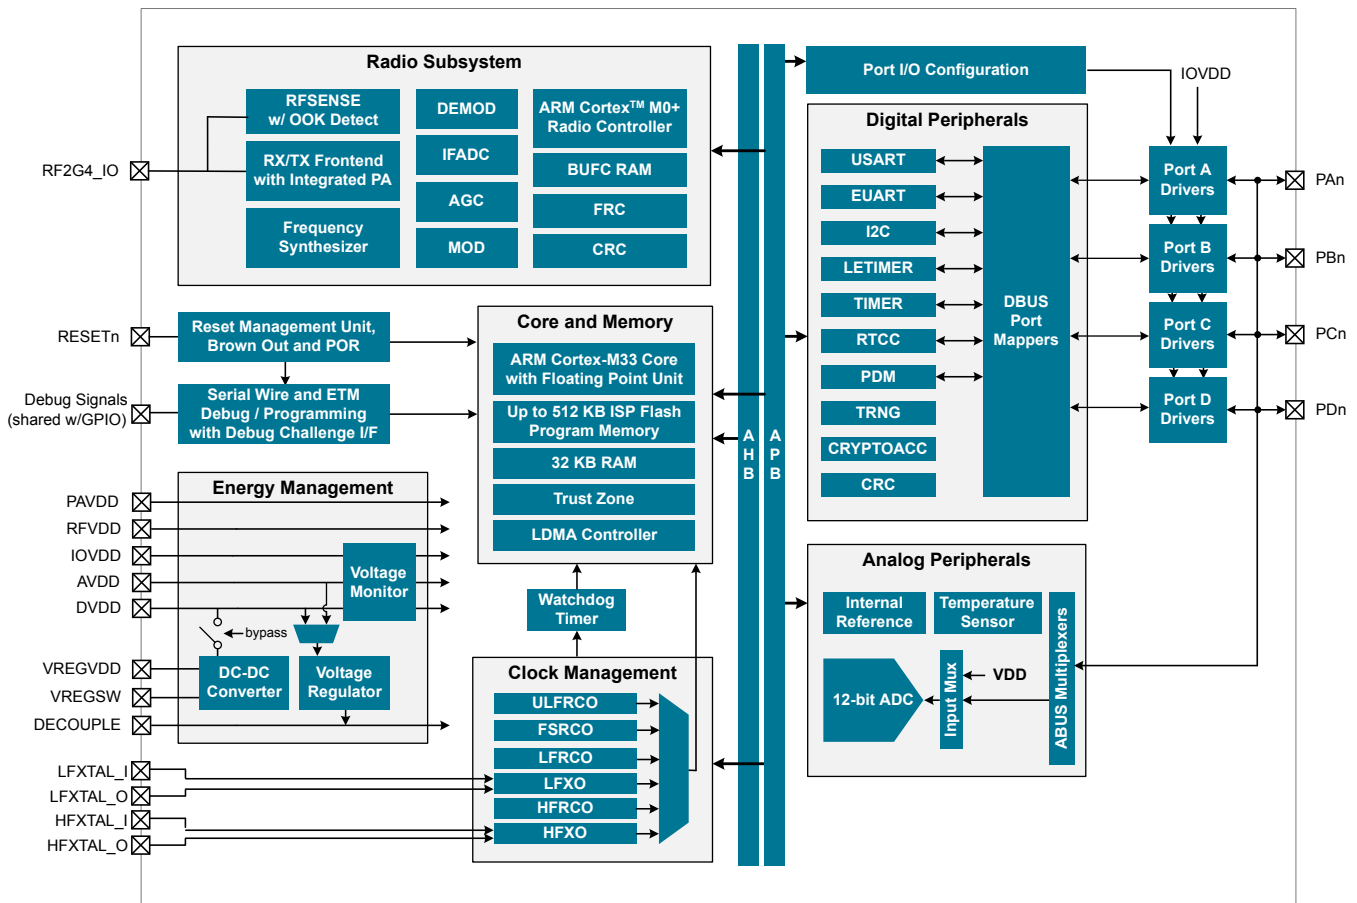 Radio Subsystem
RFSENSE
w/ OOK Detect
RX/TX Frontend
with Integrated PA
Frequency
Synthesizer
DEMOD
IFADC
AGC
MOD
ARM Cortex™ M0+
Radio Controller
BUFC RAM
FRC
CRC
RF2G4_IO
RESETn
Reset Management Unit,
Brown Out and POR
Debug Signals
(shared w/GPIO)
Serial Wire and ETM
Debug / Programming
with Debug Challenge I/F
Core and Memory
ARM Cortex-M33 Core
with Floating Point Unit
Up to 512 KB ISP Flash
Program Memory
32 KB RAM
Trust Zone
LDMA Controller
Watchdog
Timer
Energy Management
PAVDD
RFVDD
IOVDD
AVDD
DVDD
VREGVDD
VREGSW
DECOUPLE
Voltage
Monitor
bypass
DC-DC
Converter
Voltage
Regulator
LFXTAL_I
LFXTAL_O
HFXTAL_I
HFXTAL_O
Clock Management
ULFRCO
FSRCO
LFRCO
LFXO
HFRCO
HFXO
A
H
B
A
P
B
Port I/O Configuration
IOVDD
Digital Peripherals
USART
EUART
I2C
LETIMER
TIMER
RTCC
PDM
TRNG
CRYPTOACC
CRC
DBUS
Port
Mappers
Port A
Drivers
Port B
Drivers
Port C
Drivers
Port D
Drivers
PAn
PBn
PCn
PDn
Analog Peripherals
Internal
Reference
Temperature
Sensor
12-bit ADC
Input Mux
VDD
ABUS Multiplexers